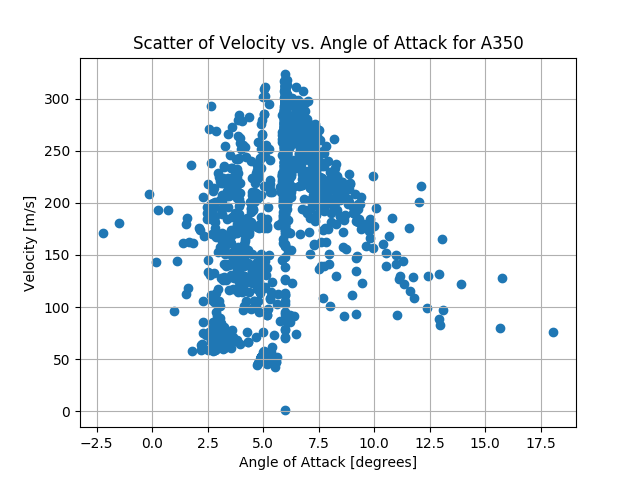 Scatter of Velocity vs. Angle of Attack for A350
300
250
200
150
100
50
0
Velocity [m/s]
−2.5 0.0 2.5 5.0 7.5 10.0 12.5 15.0 17.5
Angle of Attack [degrees]